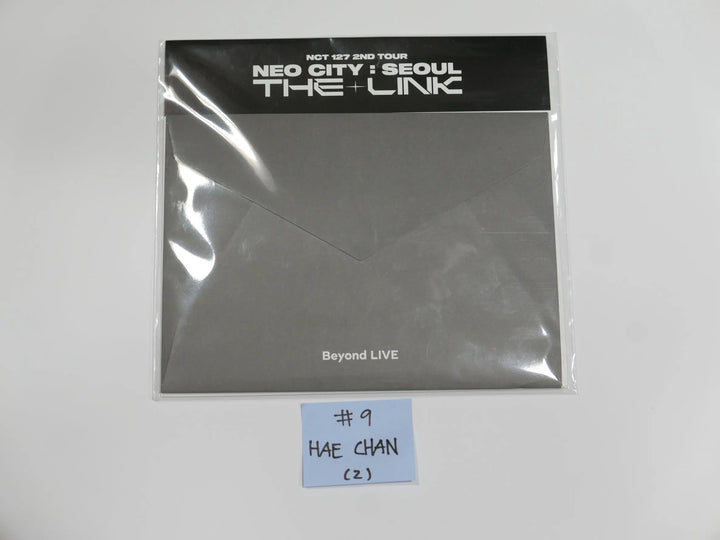 NCT 127 2ND TOUR
NEO CITY : SEOUL
THE + LINK
Beyond LIVE
#9
HAE CHAN
(2)